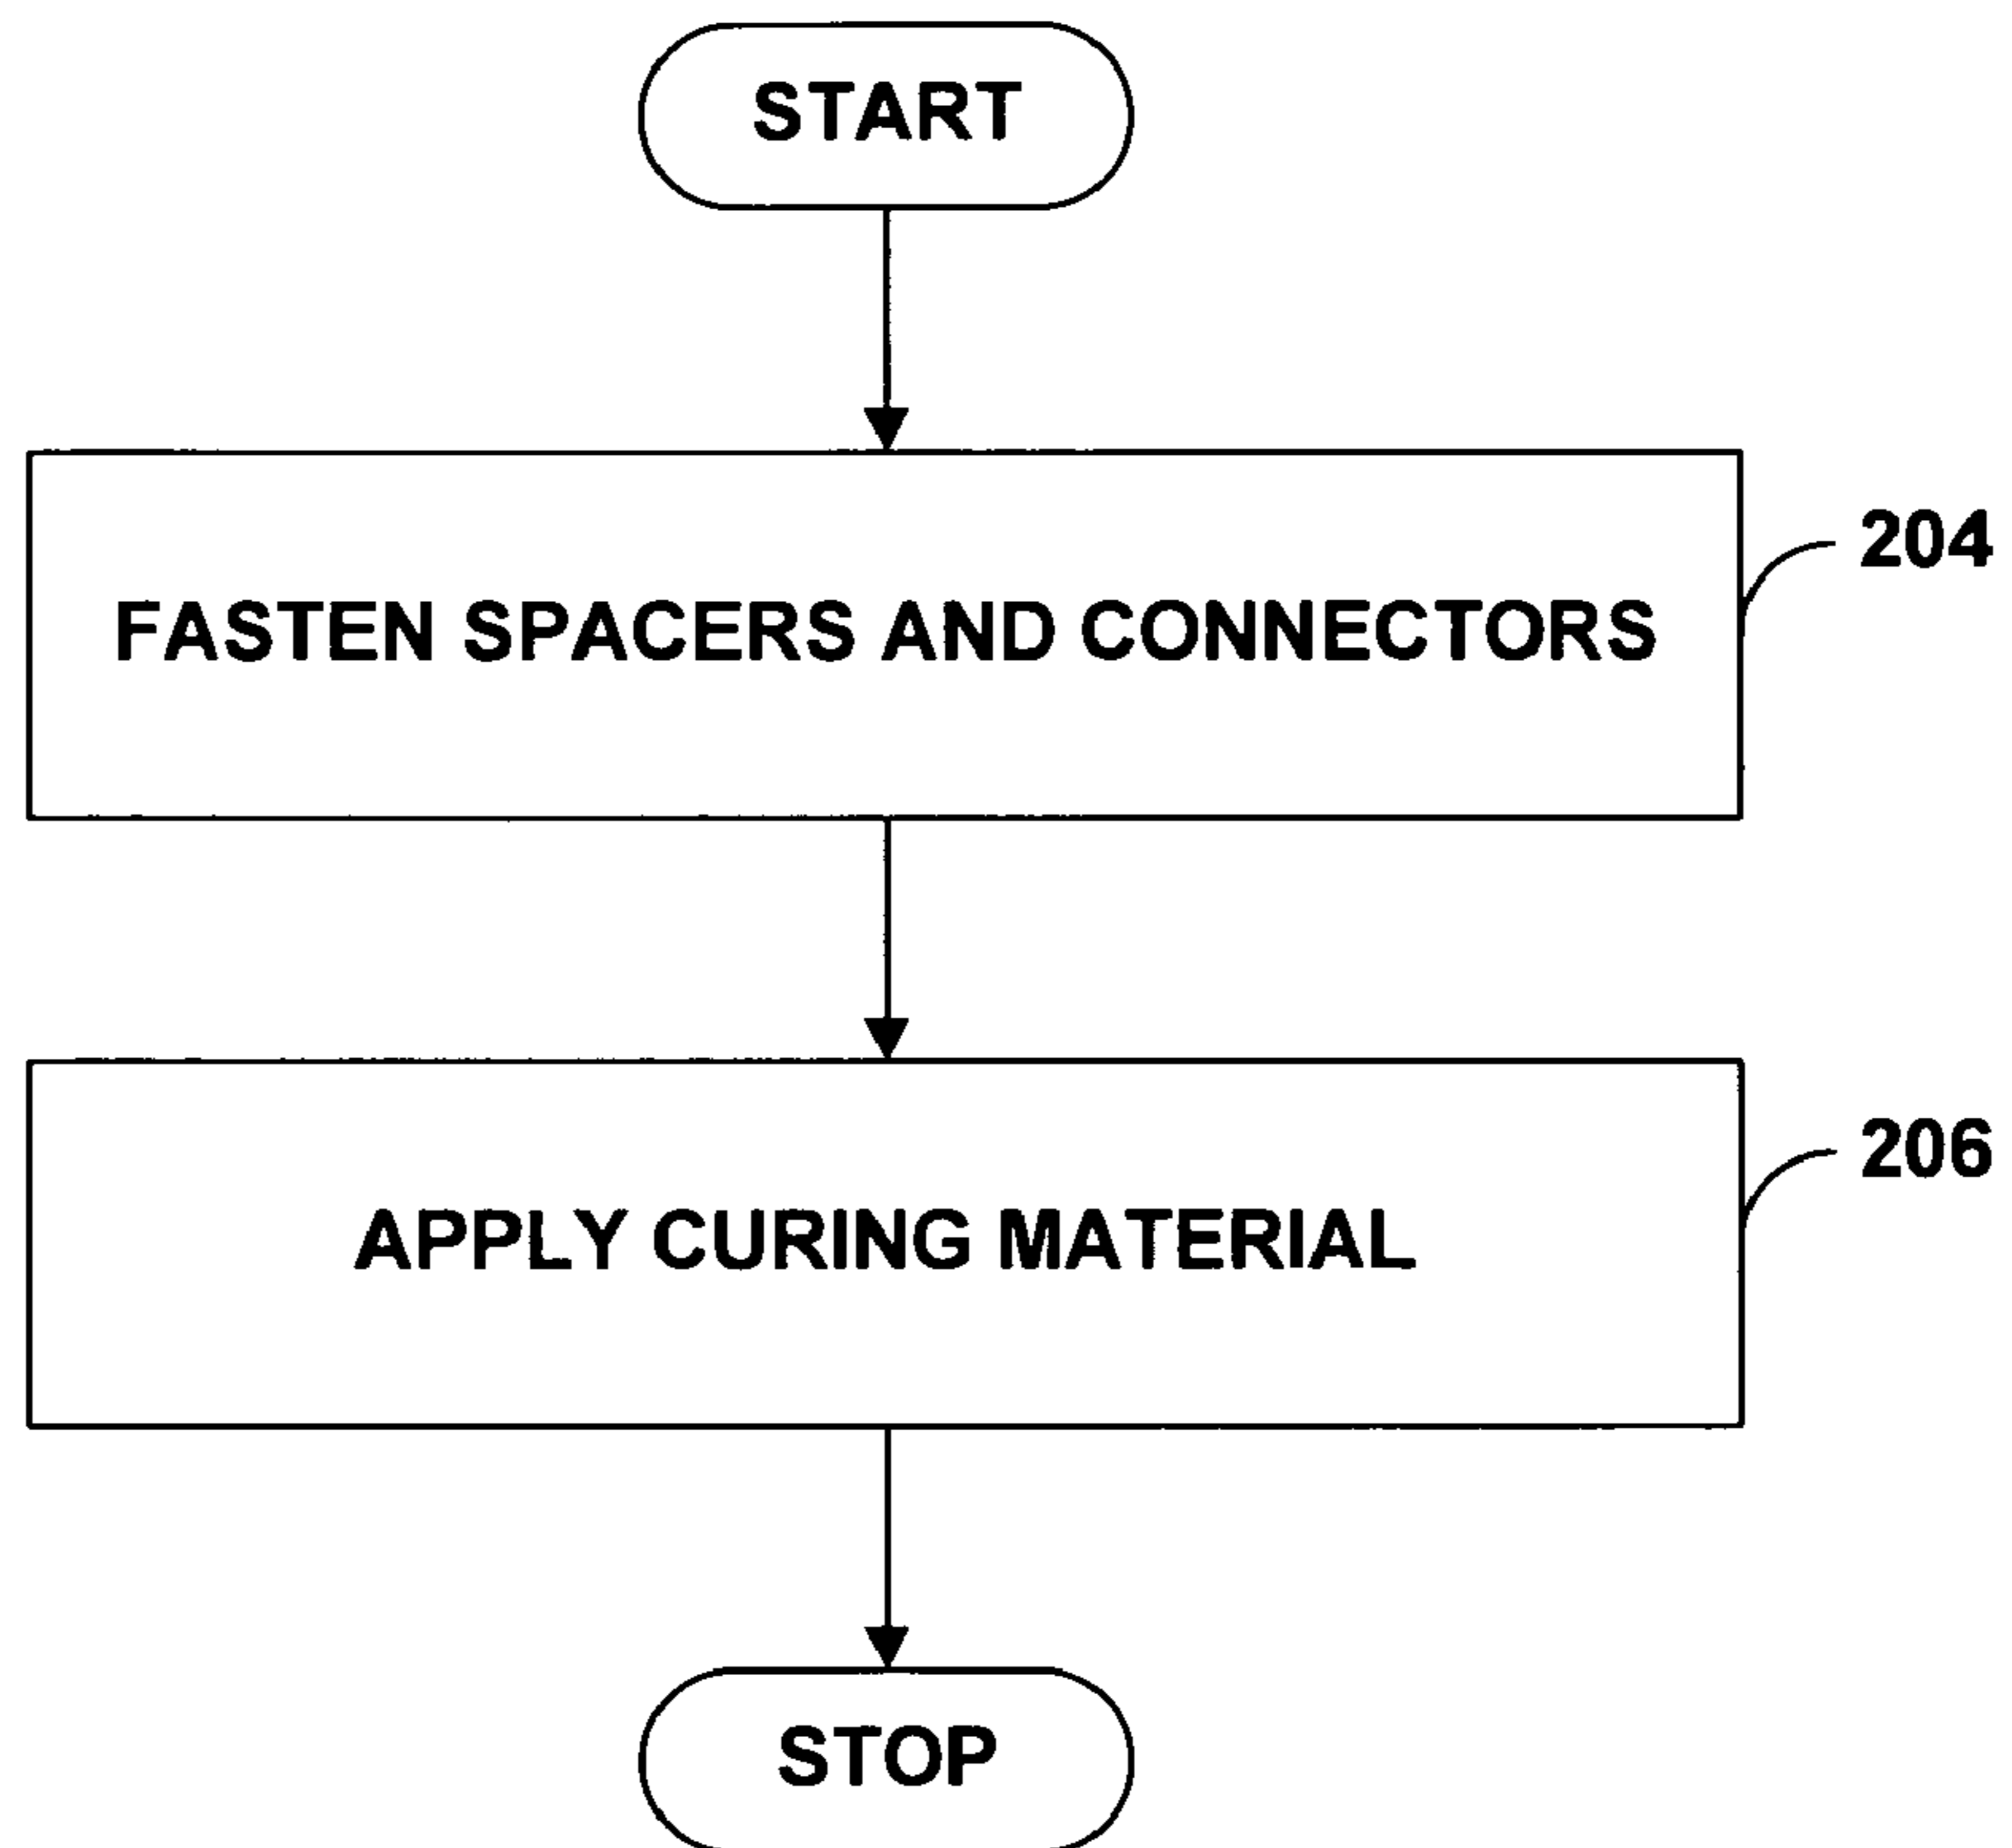 START
204
FASTEN SPACERS AND CONNECTORS
206
APPLY CURING MATERIAL
STOP